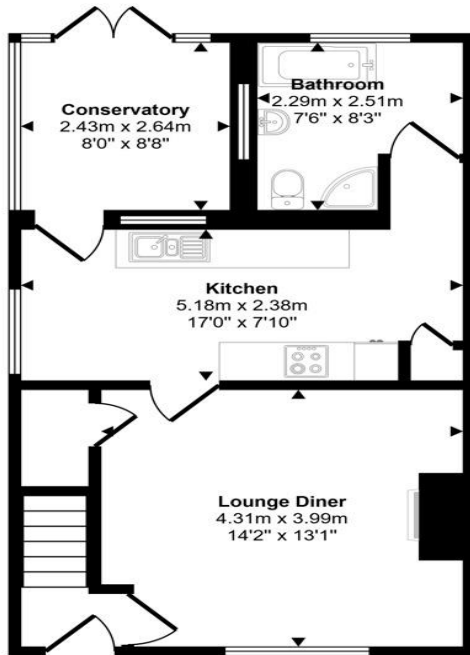 Conservatory
2.43m x 2.64m
8'0" x 8'8"
Bathroom
2.29m x 2.51m
7'6" x 8'3"
Kitchen
5.18m x 2.38m
17'0" x 7'10"
Lounge Diner
4.31m x 3.99m
14'2" x 13'1"